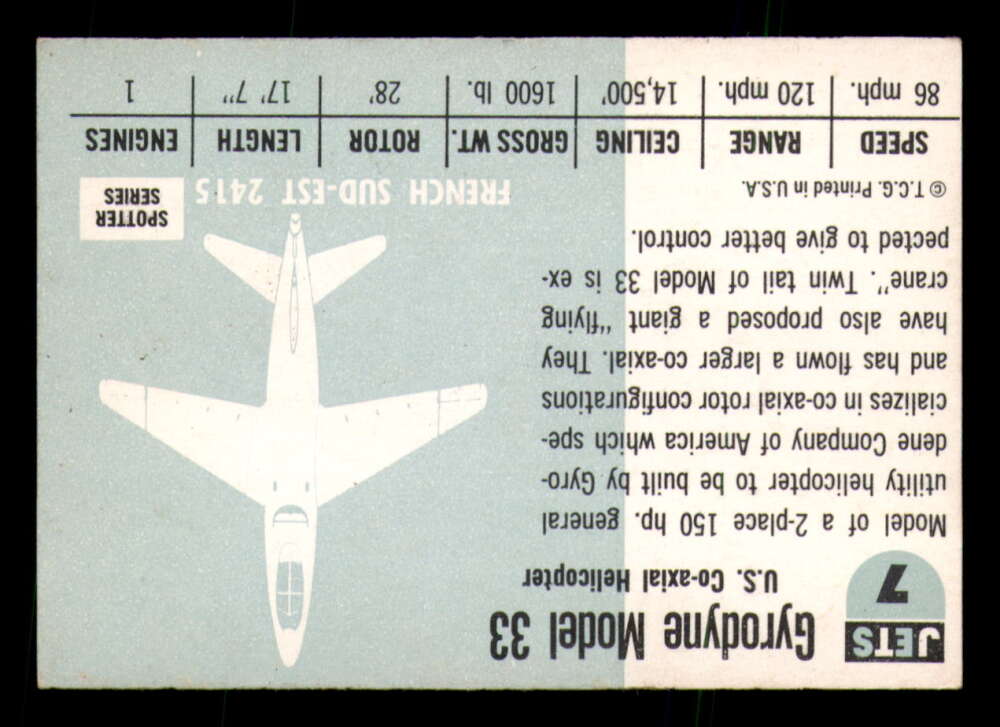 JETS
7
Gyrodyne Model 33
U.S. Co-axial Helicopter
Model of a 2-place 150 hp. general
utility helicopter to be built by Gyro-
dene Company of America which spe-
cializes in co-axial rotor configurations
and has flown a larger co-axial. They
have also proposed a giant "flying
crane". Twin tail of Model 33 is ex-
pected to give better control.
© T.C.G. Printed in U.S.A.
SPOTTER
SERIES
FRENCH SUD-EST 2415
SPEED RANGE CEILING GROSS WT. ROTOR LENGTH ENGINES
86 mph. 120 mph. 14,500' 1600 lb. 28' 17' 7" 1